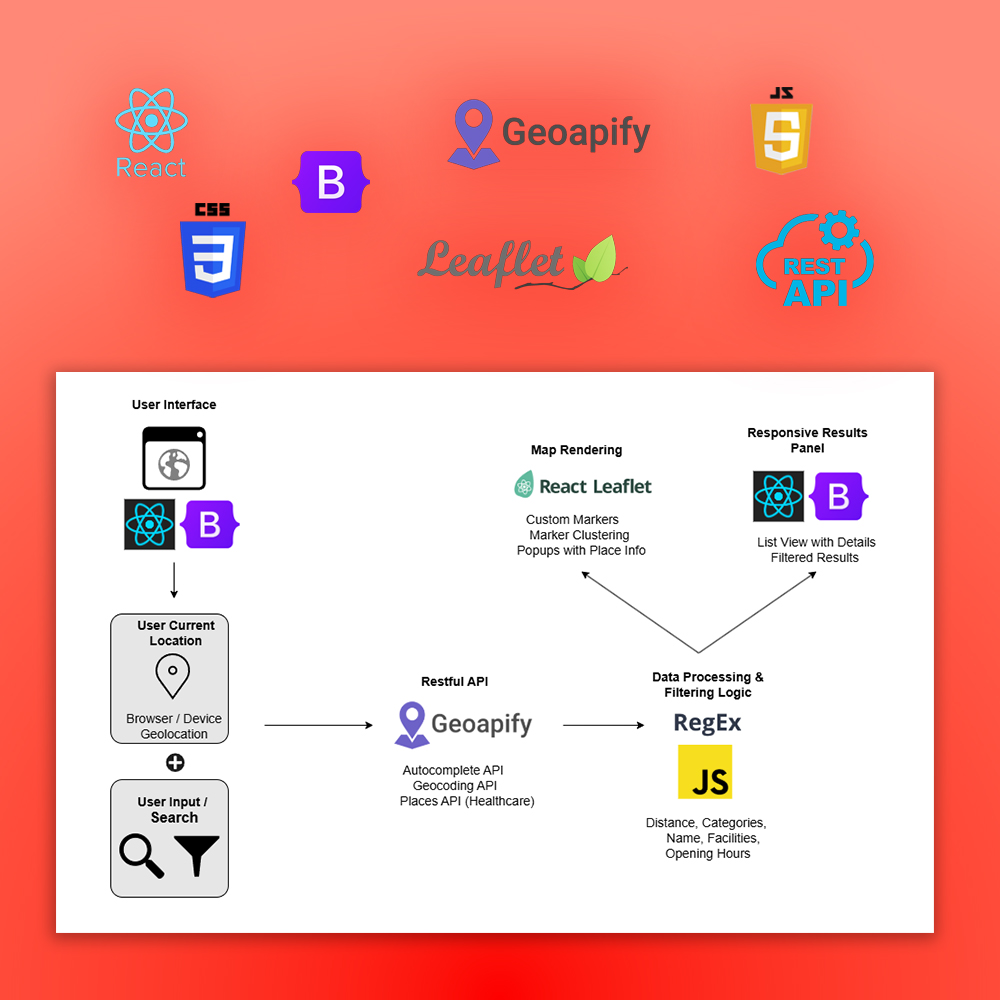 React
CSS
3
B
Geoapify
Leaflet
JS
S
REST
API
User Interface
B
User Current
Location
Browser / Device
Geolocation
User Input /
Search
Restful API
Geoapify
Autocomplete API
Geocoding API
Places API (Healthcare)
Map Rendering
React Leaflet
Custom Markers
Marker Clustering
Popups with Place Info
Responsive Results
Panel
B
List View with Details
Filtered Results
Data Processing &
Filtering Logic
RegEx
JS
Distance, Categories,
Name, Facilities,
Opening Hours